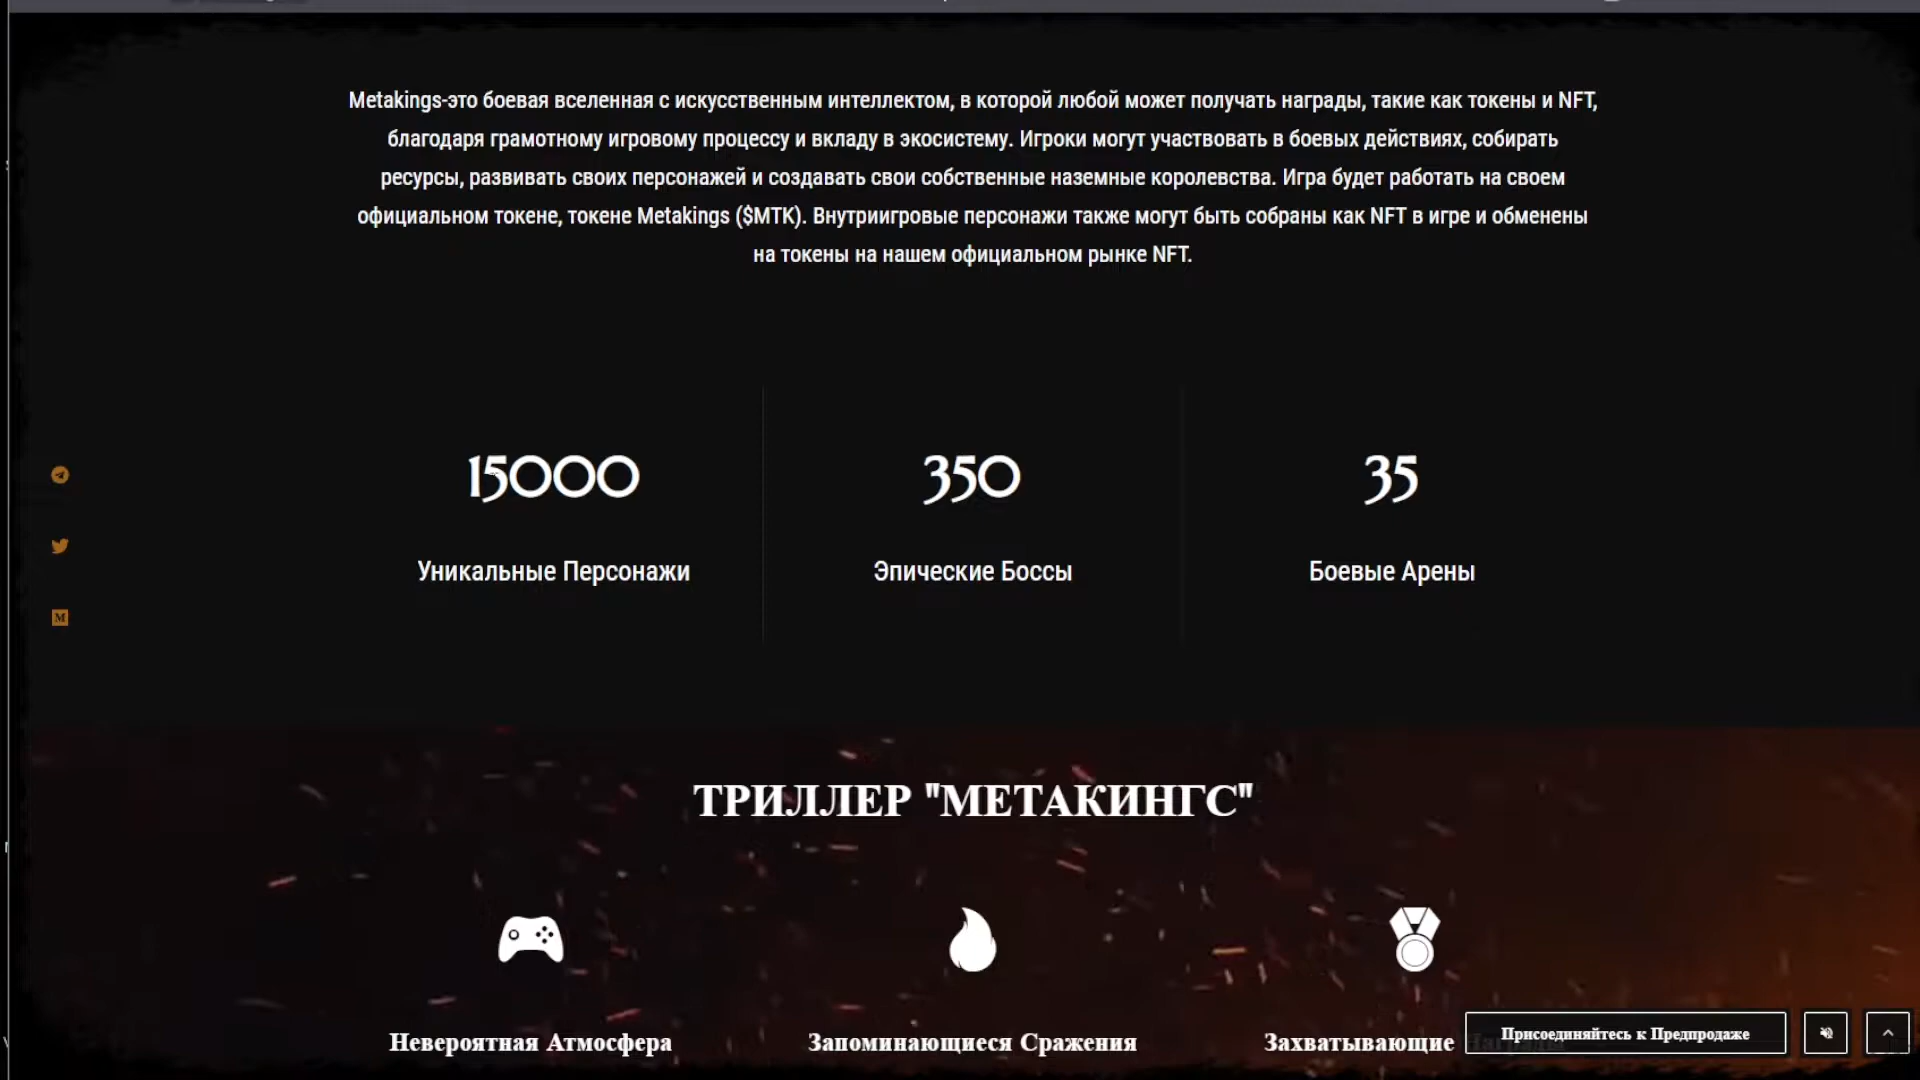 Metakings-это боевая вселенная с искусственным интеллектом, в которой любой может получать награды, такие как токены и NFT,
благодаря грамотному игровому процессу и вкладу в экосистему. Игроки могут участвовать в боевых действиях, собирать
ресурсы, развивать своих персонажей и создавать свои собственные наземные королевства. Игра будет работать на своем
официальном токене, токене Metakings ($MTK). Внутриигровые персонажи также могут быть собраны как NFT в игре и обменены
на токены на нашем официальном рынке NFT.
15000
350
35
Уникальные Персонажи
Эпические Боссы
Боевые Арены
M
ТРИЛЛЕР "МЕТАКИНГС"
Невероятная Атмосфера
Запоминающиеся Сражения
Захватывающие
Присоединяйтесь к Предпродаже